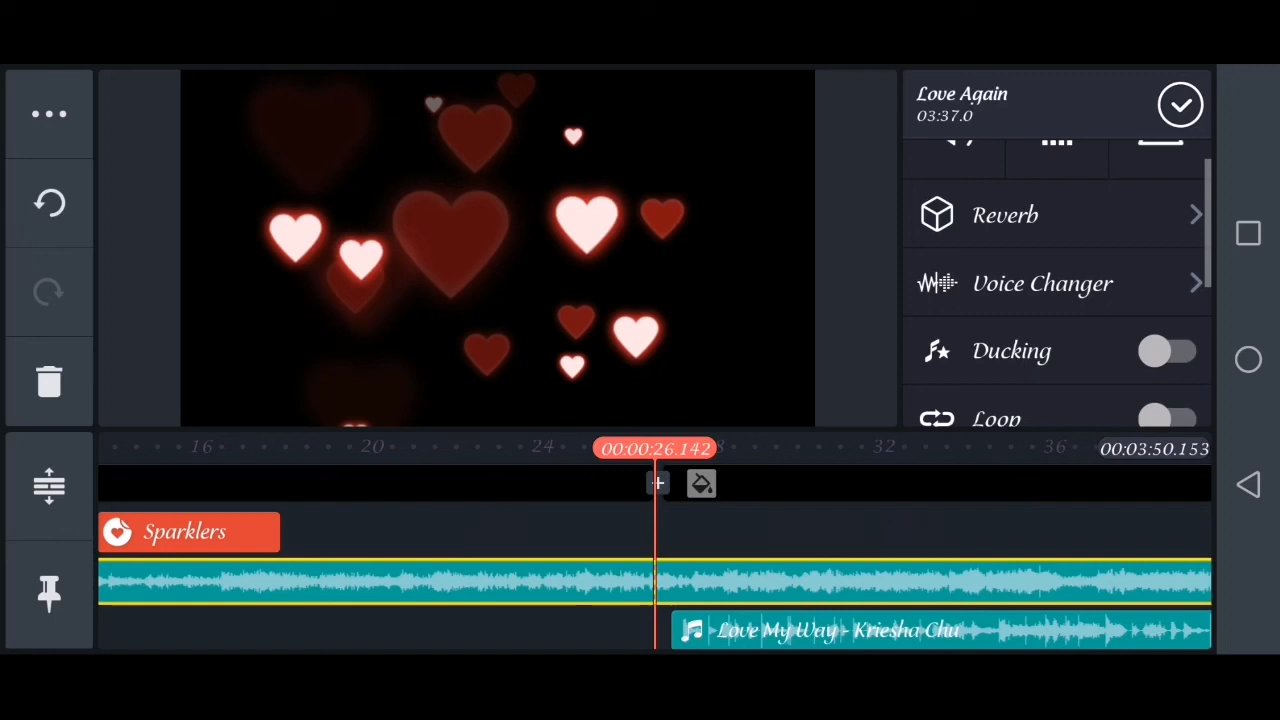 Love Again
03:37.0
Reverb
Voice Changer
Ducking
Loop
16 20 24 32 36
00:00:26.142
00:03:50.153
Sparklers
Love My Way - Kriesha Chu